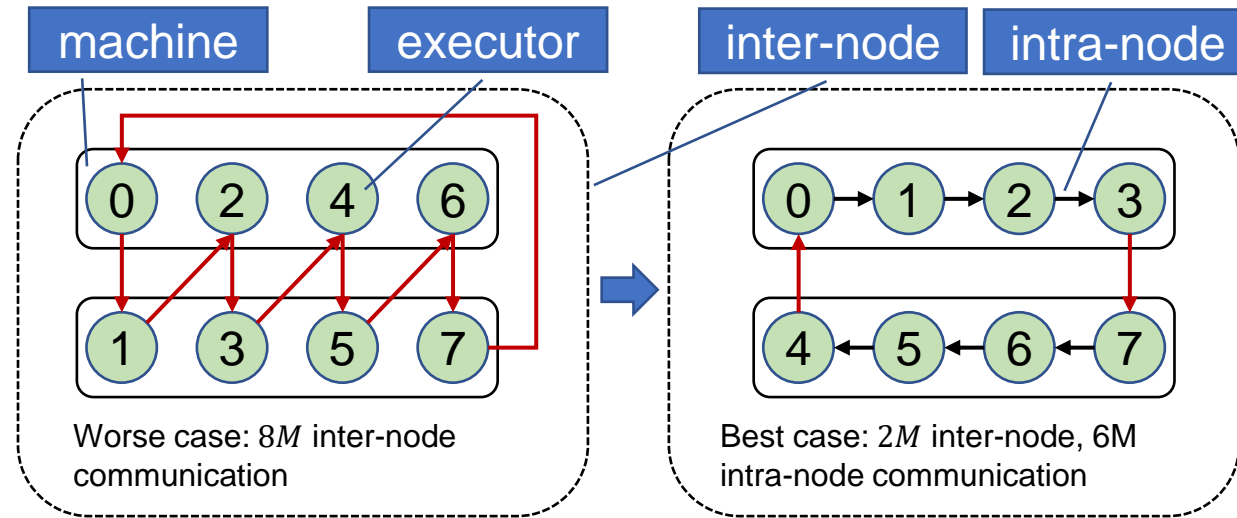 machine
executor
inter-node
intra-node
0
2
4
6
1
3
5
7
Worse case: 8M inter-node
communication
0
1
2
3
4
5
6
7
Best case: 2M inter-node, 6M
intra-node communication